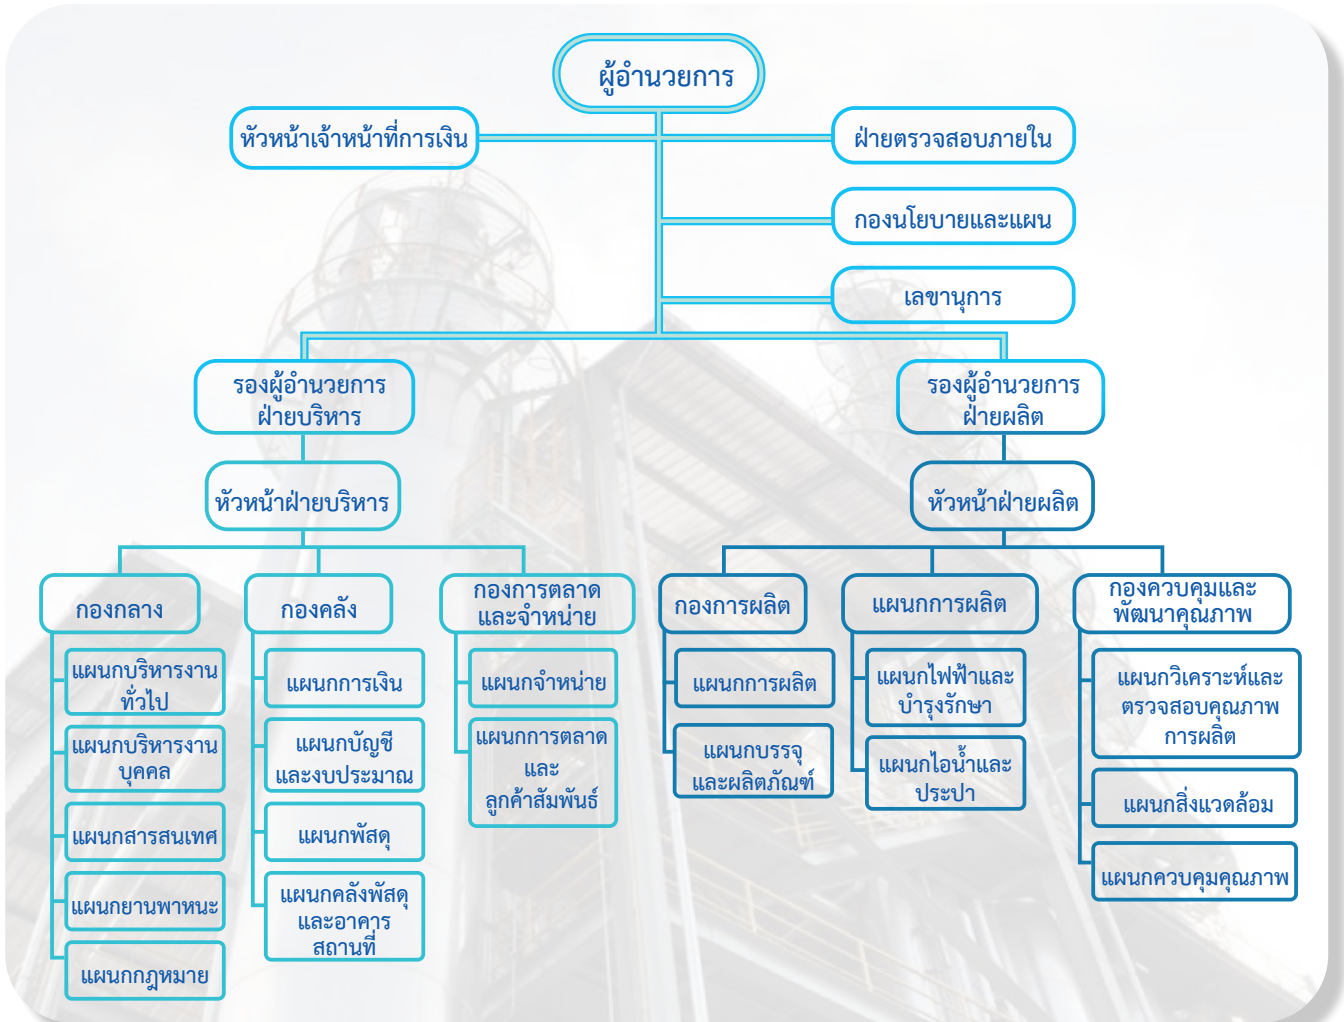 ผู้อำนวยการ
หัวหน้าเจ้าหน้าที่การเงิน
ฝ่ายตรวจสอบภายใน
กองนโยบายและแผน
เลขานุการ
รองผู้อำนวยการ
ฝ่ายบริหาร
รองผู้อำนวยการ
ฝ่ายผลิต
หัวหน้าฝ่ายบริหาร
หัวหน้าฝ่ายผลิต
กองกลาง
แผนกบริหารงาน
ทั่วไป
แผนกบริหารงาน
บุคคล
แผนกสารสนเทศ
แผนกยานพาหนะ
แผนกกฎหมาย
กองคลัง
แผนกการเงิน
แผนกบัญชี
และงบประมาณ
แผนกพัสดุ
แผนกคลังพัสดุ
และอาคาร
สถานที่
กองการตลาด
และจำหน่าย
แผนกจำหน่าย
แผนกการตลาด
และ
ลูกค้าสัมพันธ์
กองการผลิต
แผนกการผลิต
แผนกบรรจุ
และผลิตภัณฑ์
แผนกการผลิต
แผนกไฟฟ้าและ
บำรุงรักษา
แผนกไอน้ำและ
ประปา
กองควบคุมและ
พัฒนาคุณภาพ
แผนกวิเคราะห์และ
ตรวจสอบคุณภาพ
การผลิต
แผนกสิ่งแวดล้อม
แผนกควบคุมคุณภาพ